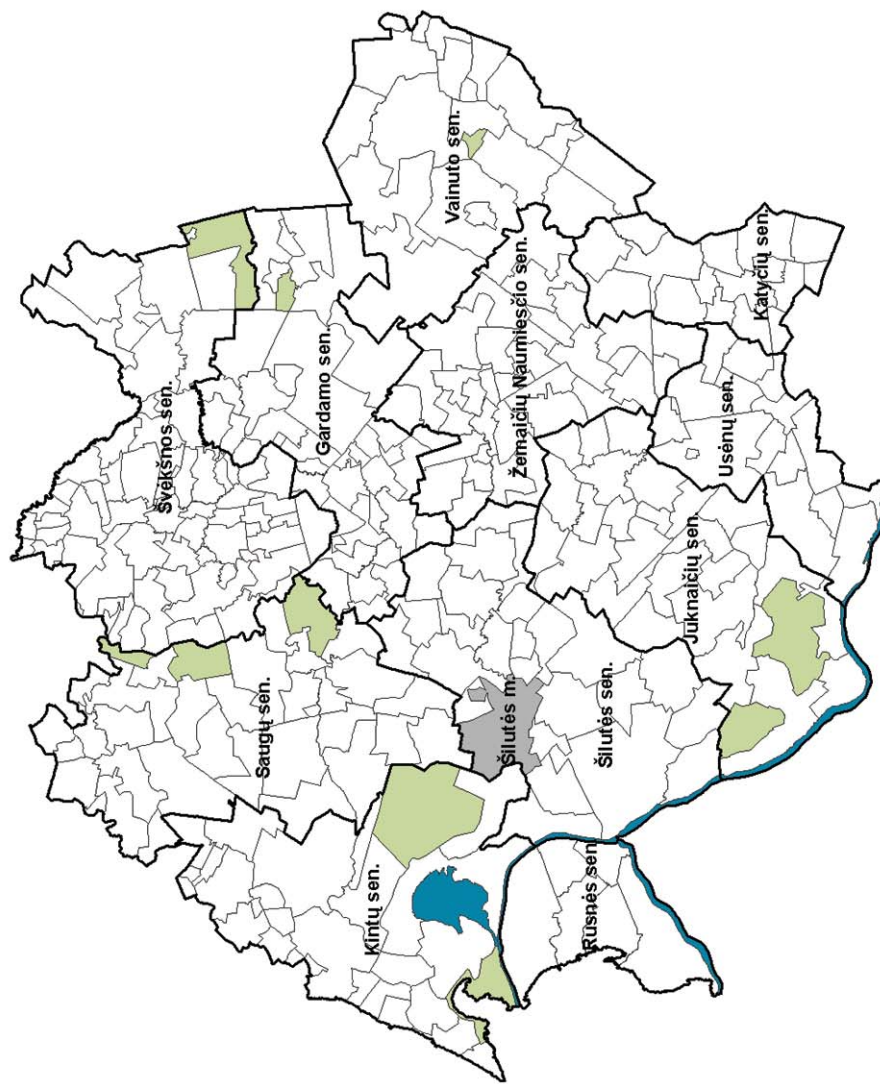 Švekšnos sen.
Saugų sen.
Gardamo sen.
Vainuto sen.
Kintų sen.
Šilutės m.
Žemaičių Naumiesčio sen.
Šilutės sen.
Rusnės sen.
Juknaičių sen.
Usėnų sen.
Katyčių sen.